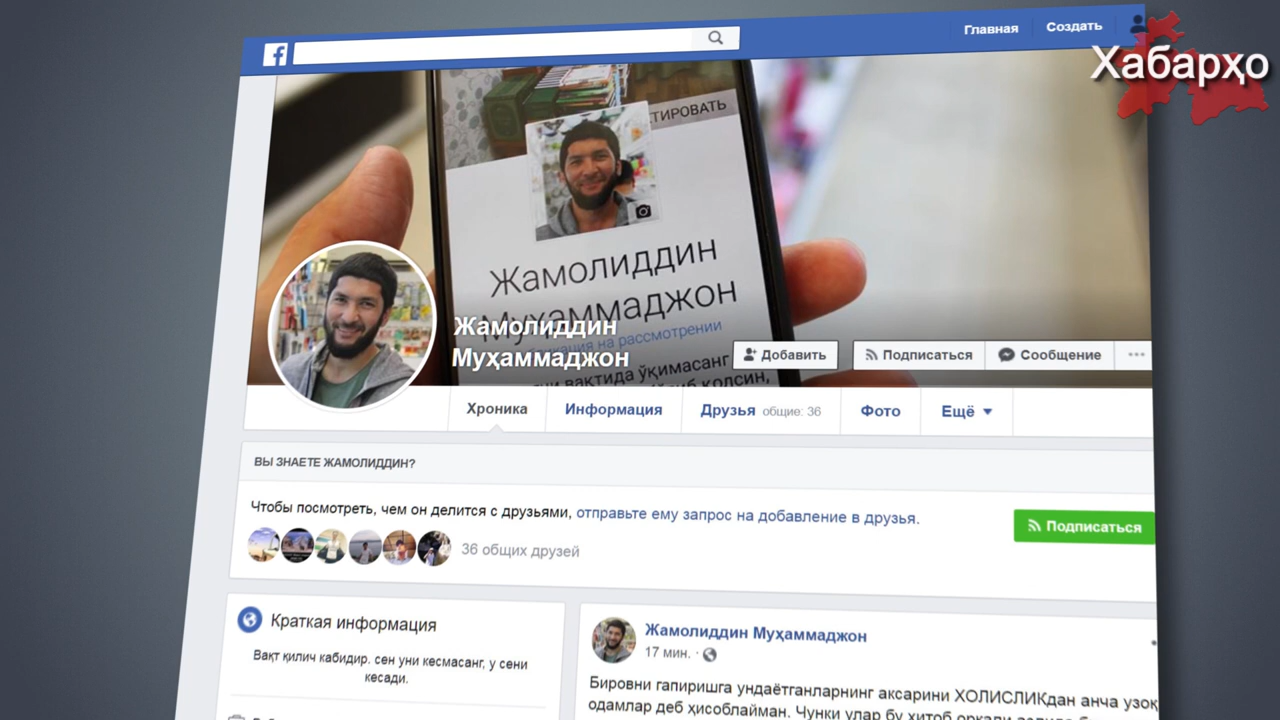 Главная
Создать
Хабарҳо
ТИРОВАТЬ
Жамолиддин
Муҳаммаджон
на рассмотрении
вақтида ўқимасанг
қолсин,
Жамолиддин
Муҳаммаджон
Добавить
Подписаться
Сообщение
Хроника
Информация
Друзья общие: 36
Фото
Ещё
ВЫ ЗНАЕТЕ ЖАМОЛИДДИН?
Чтобы посмотреть, чем он делится с друзьями, отправьте ему запрос на добавление в друзья.
Подписаться
36 общих друзей
Краткая информация
Вақт қилич кабидир. сен уни кесмасанг, у сени
кесади.
Жамолиддин Муҳаммаджон
17 мин.
Бировни гапиришга ундаётганларнинг аксарини ХОЛИСЛИКдан анча узоқ
одамлар деб ҳисоблайман. Чунки улар бу хитоб орқали